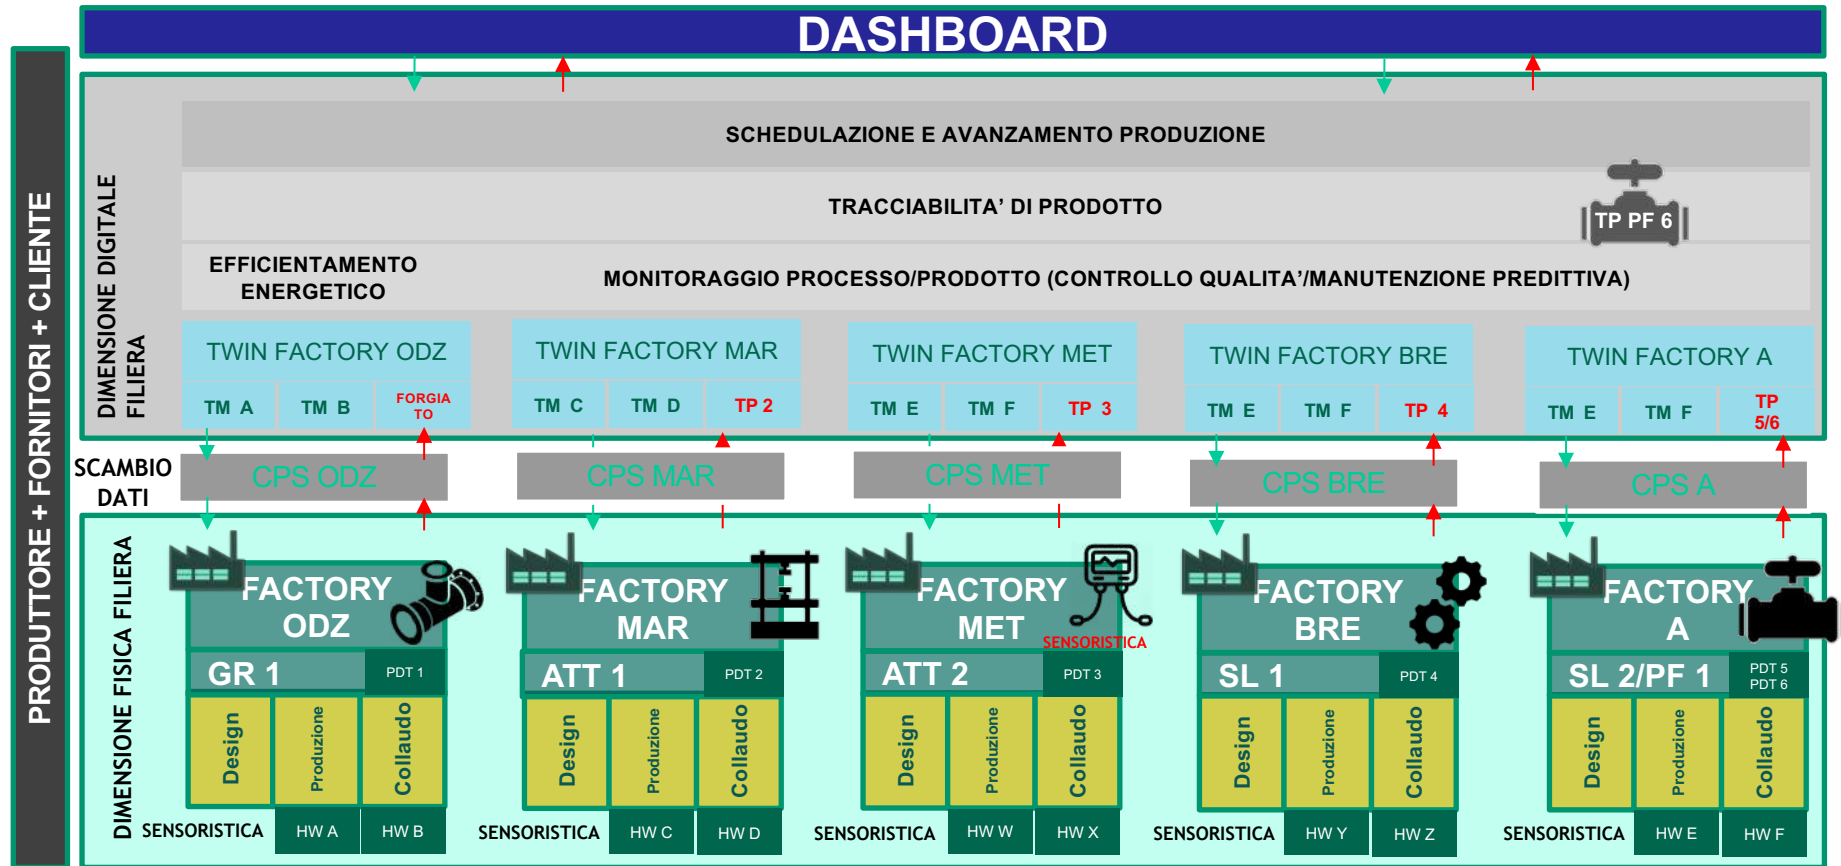 DASHBOARD
PRODUTTORE + FORNITORI + CLIENTE
DIMENSIONE DIGITALE
FILIERA
SCHEDULAZIONE E AVANZAMENTO PRODUZIONE
TRACCIABILITA’ DI PRODOTTO
TP PF 6
EFFICIENTAMENTO
ENERGETICO
MONITORAGGIO PROCESSO/PRODOTTO (CONTROLLO QUALITA’/MANUTENZIONE PREDITTIVA)
TWIN FACTORY ODZ
TM A
TM B
FORGIA
TO
TWIN FACTORY MAR
TM C
TM D
TP 2
TWIN FACTORY MET
TM E
TM F
TP 3
TWIN FACTORY BRE
TM E
TM F
TP 4
TWIN FACTORY A
TM E
TM F
TP
5/6
SCAMBIO
DATI
CPS ODZ
CPS MAR
CPS MET
CPS BRE
CPS A
DIMENSIONE FISICA FILIERA
FACTORY
ODZ
GR 1
PDT 1
Design
Produzione
Collaudo
SENSORISTICA
HW A
HW B
FACTORY
MAR
ATT 1
PDT 2
Design
Produzione
Collaudo
SENSORISTICA
HW C
HW D
FACTORY
MET
SENSORISTICA
ATT 2
PDT 3
Design
Produzione
Collaudo
SENSORISTICA
HW W
HW X
FACTORY
BRE
SL 1
PDT 4
Design
Produzione
Collaudo
SENSORISTICA
HW Y
HW Z
FACTORY
A
SL 2/PF 1
PDT 5
PDT 6
Design
Produzione
Collaudo
SENSORISTICA
HW E
HW F